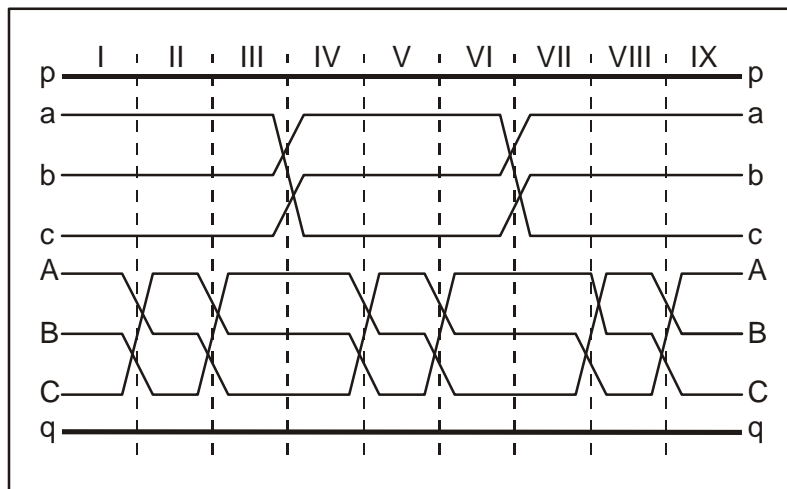 I II III IV V VI VII VIII IX
p p
a a
b b
c c
A A
B B
C C
q q